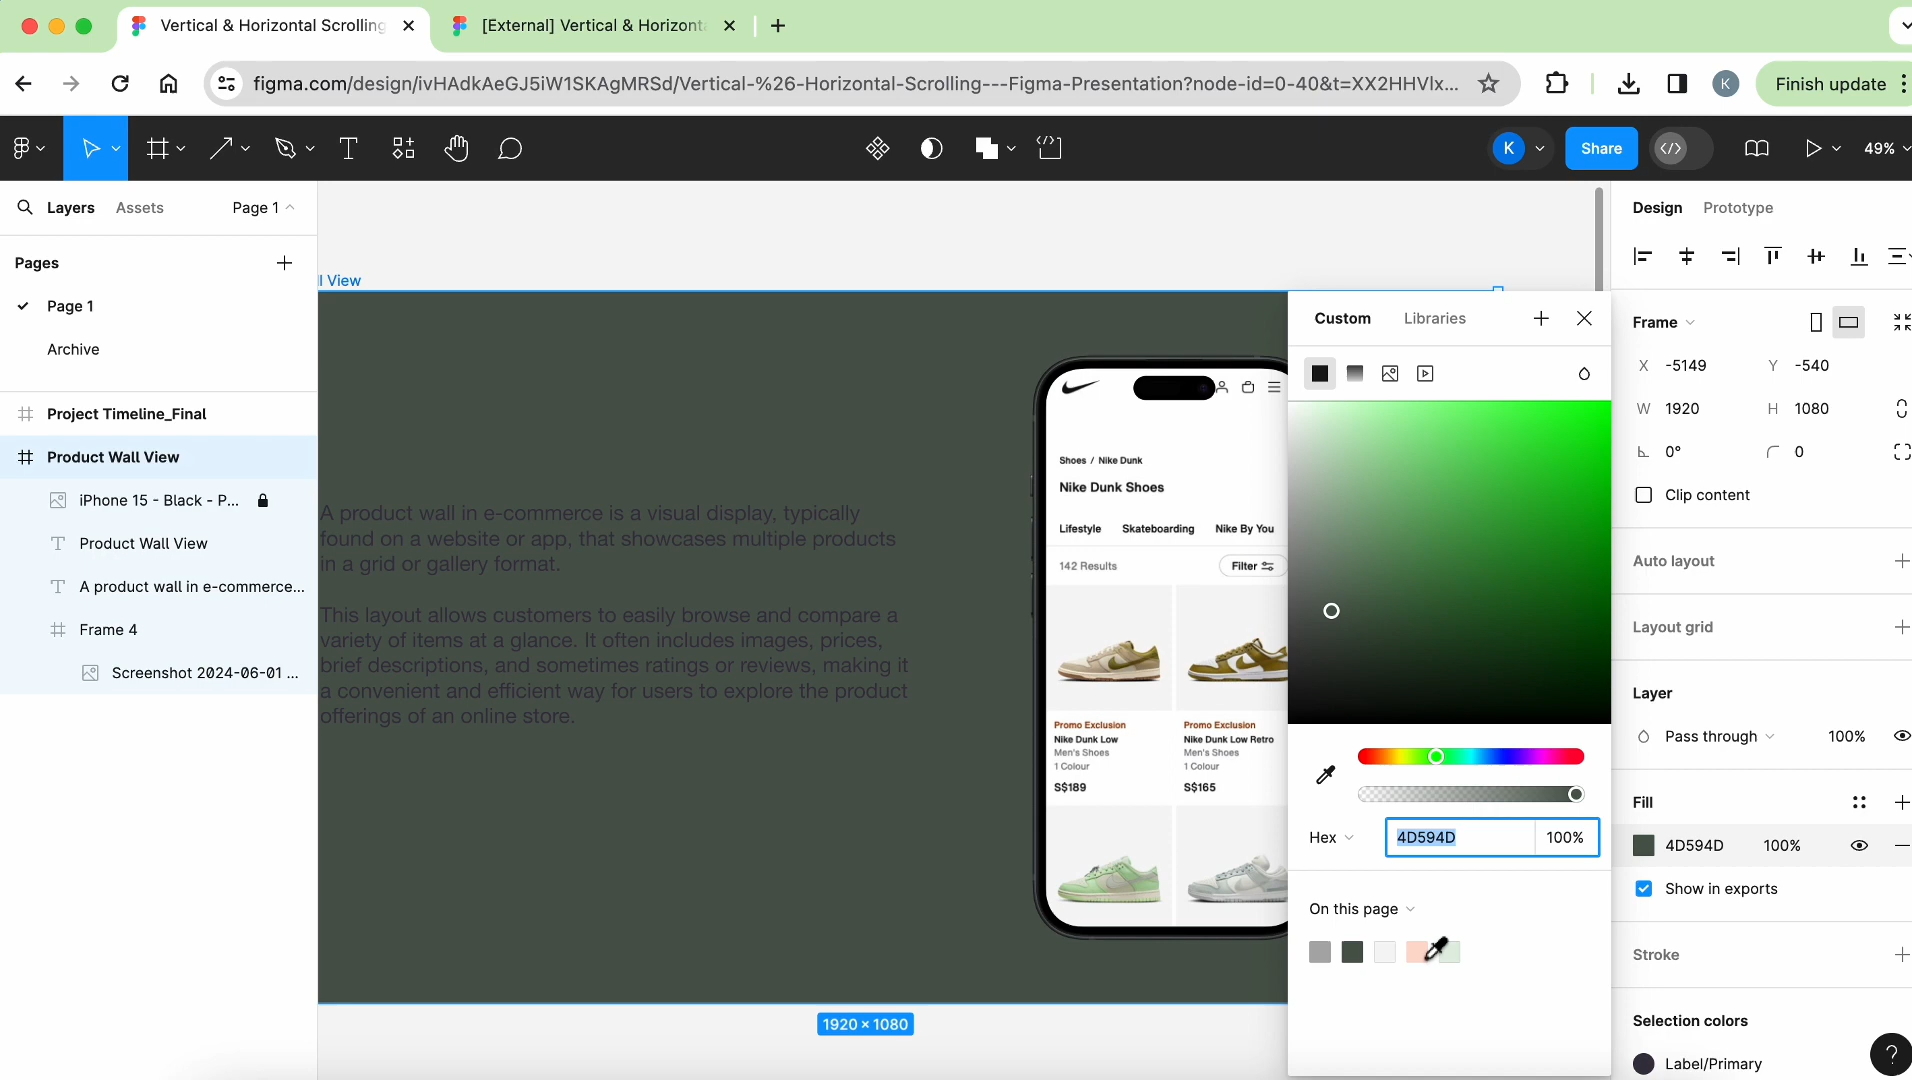 Vertical & Horizontal Scrolling
[External] Vertical & Horizonta
figma.com/design/ivHAdkAeGJ5iW1SKAgMRSd/Vertical-%26-Horizontal-Scrolling---Figma-Presentation?node-id=0-40&t=XX2HHVlx...
K
Finish update
K
Share
49%
Layers
Assets
Page 1
Pages
Page 1
Archive
Project Timeline_Final
Product Wall View
iPhone 15 - Black - P...
Product Wall View
A product wall in e-commerce...
Frame 4
Screenshot 2024-06-01 ...
ll View
A product wall in e-commerce is a visual display, typically
found on a website or app, that showcases multiple products
in a grid or gallery format.
This layout allows customers to easily browse and compare a
variety of items at a glance. It often includes images, prices,
brief descriptions, and sometimes ratings or reviews, making it
a convenient and efficient way for users to explore the product
offerings of an online store.
1920 × 1080
Shoes / Nike Dunk
Nike Dunk Shoes
Lifestyle
Skateboarding
Nike By You
142 Results
Filter
Promo Exclusion
Nike Dunk Low
Men's Shoes
1 Colour
S$189
Promo Exclusion
Nike Dunk Low Retro
Men's Shoes
1 Colour
S$165
Custom
Libraries
Hex
4D594D
100%
On this page
Design
Prototype
Frame
X -5149
Y -540
W 1920
H 1080
0°
0
Clip content
Auto layout
Layout grid
Layer
Pass through
100%
Fill
4D594D
100%
Show in exports
Stroke
Selection colors
Label/Primary
?